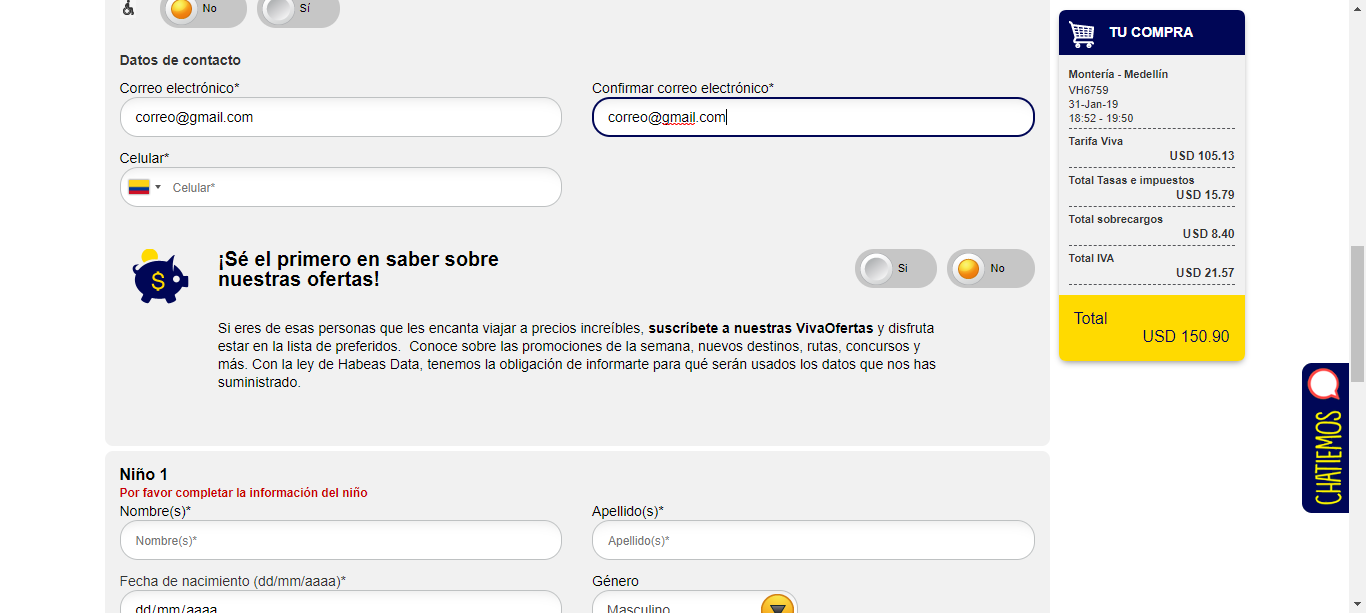 No
Sí
Datos de contacto
Correo electrónico*
Confirmar correo electrónico*
correo@gmail.com
correo@gmail.com
Celular*
Celular*
$
¡Sé el primero en saber sobre
nuestras ofertas!
Si
No
Si eres de esas personas que les encanta viajar a precios increíbles, suscríbete a nuestras VivaOfertas y disfruta
estar en la lista de preferidos. Conoce sobre las promociones de la semana, nuevos destinos, rutas, concursos y
más. Con la ley de Habeas Data, tenemos la obligación de informarte para qué serán usados los datos que nos has
suministrado.
Niño 1
Por favor completar la información del niño
Nombre(s)*
Apellido(s)*
Nombre(s)*
Apellido(s)*
Fecha de nacimiento (dd/mm/aaaa)*
Género
dd/mm/aaaa
Masculino
TU COMPRA
Montería - Medellín
VH6759
31-Jan-19
18:52 - 19:50
Tarifa Viva
USD 105.13
Total Tasas e impuestos
USD 15.79
Total sobrecargos
USD 8.40
Total IVA
USD 21.57
Total
USD 150.90
CHATIEMOS